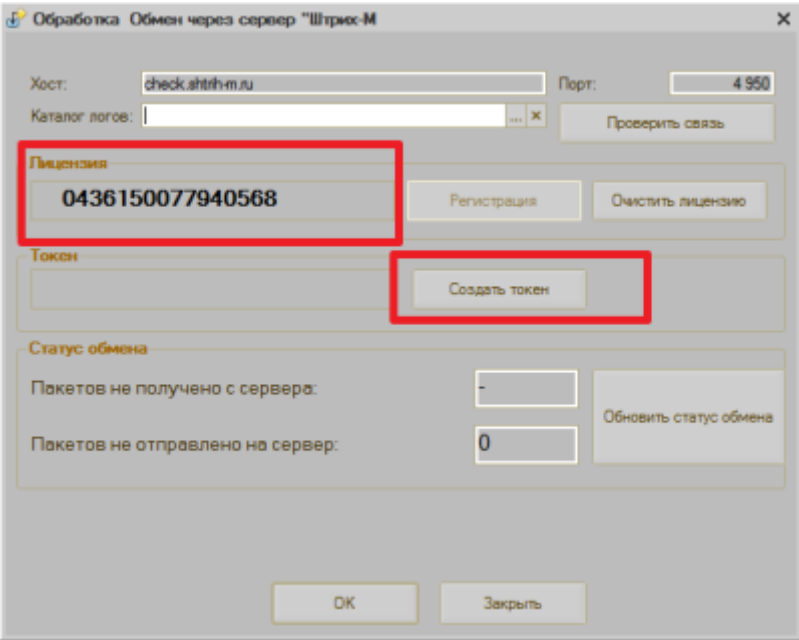 Обработка Обмен через сервер "Штрих-М
Хост: check.shtrih-m.ru Порт: 4 950
Каталог логов: ... × Проверить связь
Лицензия
0436150077940568 Регистрация Очистить лицензию
Токен
Создать токен
Статус обмена
Пакетов не получено с сервера: -
Обновить статус обмена
Пакетов не отправлено на сервер: 0
OK Закрыть